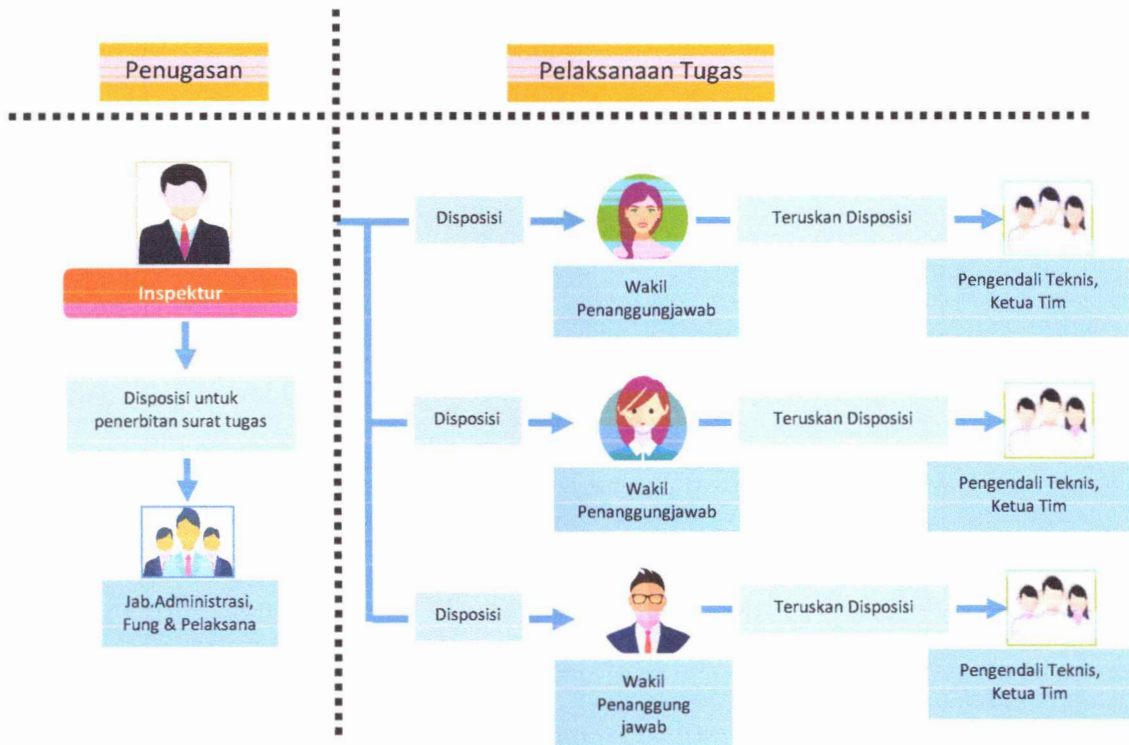 Penugasan
Pelaksanaan Tugas
Inspektur
Disposisi untuk
penerbitan surat tugas
Jab.Administrasi,
Fung & Pelaksana
Disposisi
Wakil
Penanggungjawab
Teruskan Disposisi
Pengendali Teknis,
Ketua Tim
Disposisi
Wakil
Penanggungjawab
Teruskan Disposisi
Pengendali Teknis,
Ketua Tim
Disposisi
Wakil
Penanggung
jawab
Teruskan Disposisi
Pengendali Teknis,
Ketua Tim